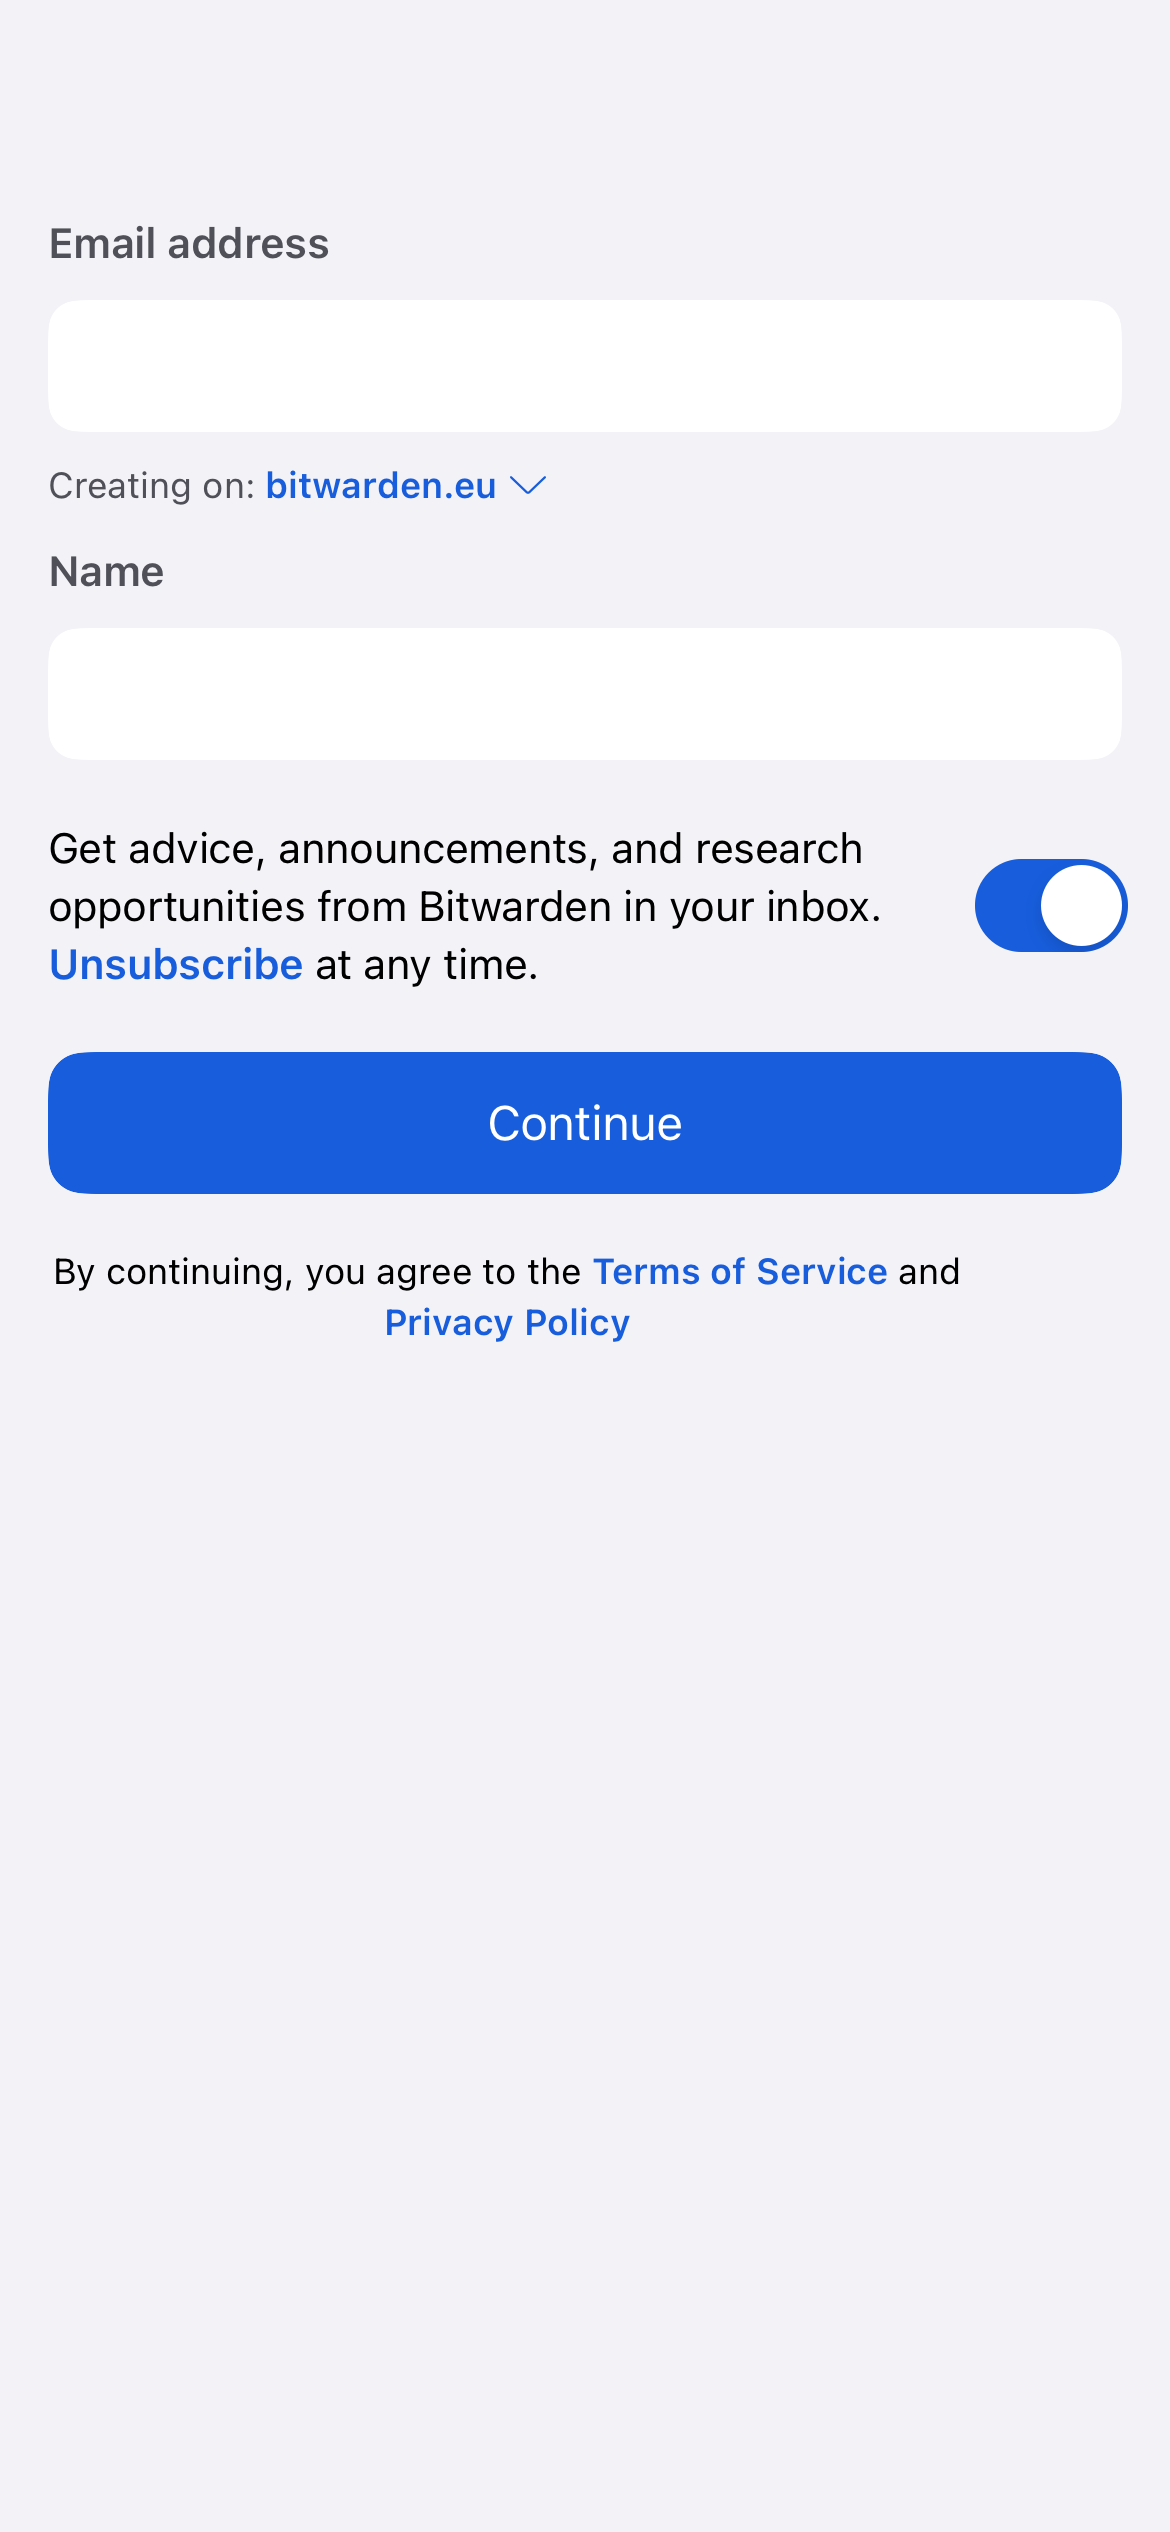 Email address
Creating on: bitwarden.eu
Name
Get advice, announcements, and research
opportunities from Bitwarden in your inbox.
Unsubscribe at any time.
Continue
By continuing, you agree to the Terms of Service and
Privacy Policy